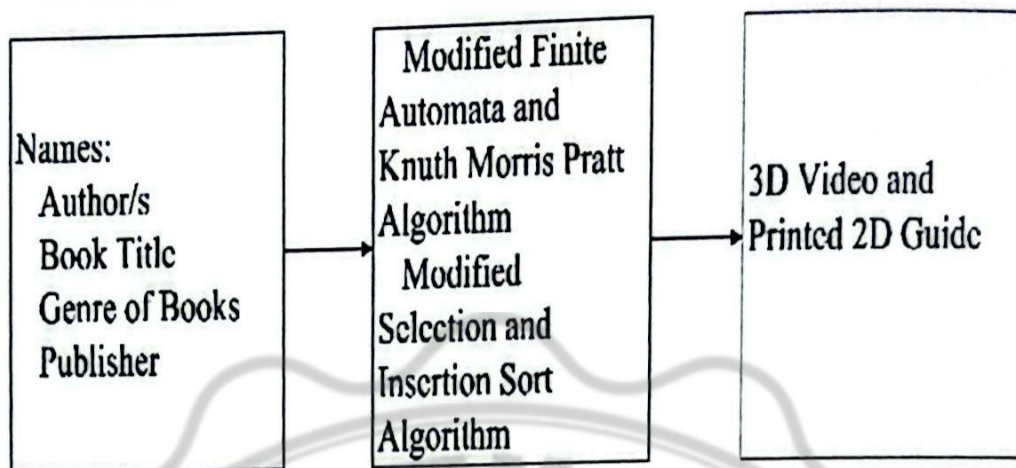 Names:
Author/s
Book Title
Genre of Books
Publisher
Modified Finite
Automata and
Knuth Morris Pratt
Algorithm
Modified
Selection and
Insertion Sort
Algorithm
3D Video and
Printed 2D Guide